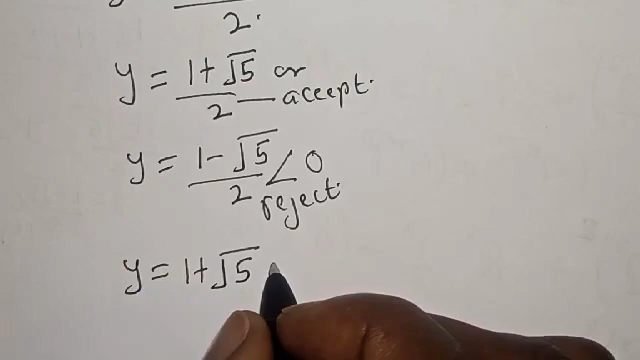 2.
y = 1+√5 or
2 — accept.
y = 1-√5 < 0
2 reject.
y = 1+√5